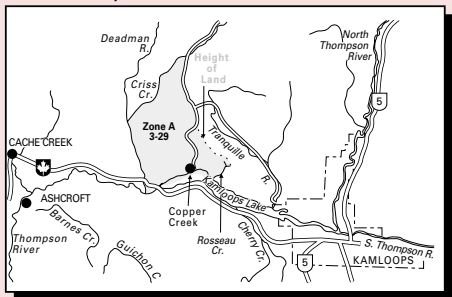 Deadman
R.
Height
of
Land
North
Thompson
River
5
Criss
Cr.
Zone A
3-29
Tranquille
R.
CACHE CREEK
ASHCROFT
Kamloops Lake
Copper
Creek
Barnes Cr.
Rosseau
Cr.
Cherry Cr.
Thompson
River
Guichon C
S. Thompson R.
5
KAMLOOPS